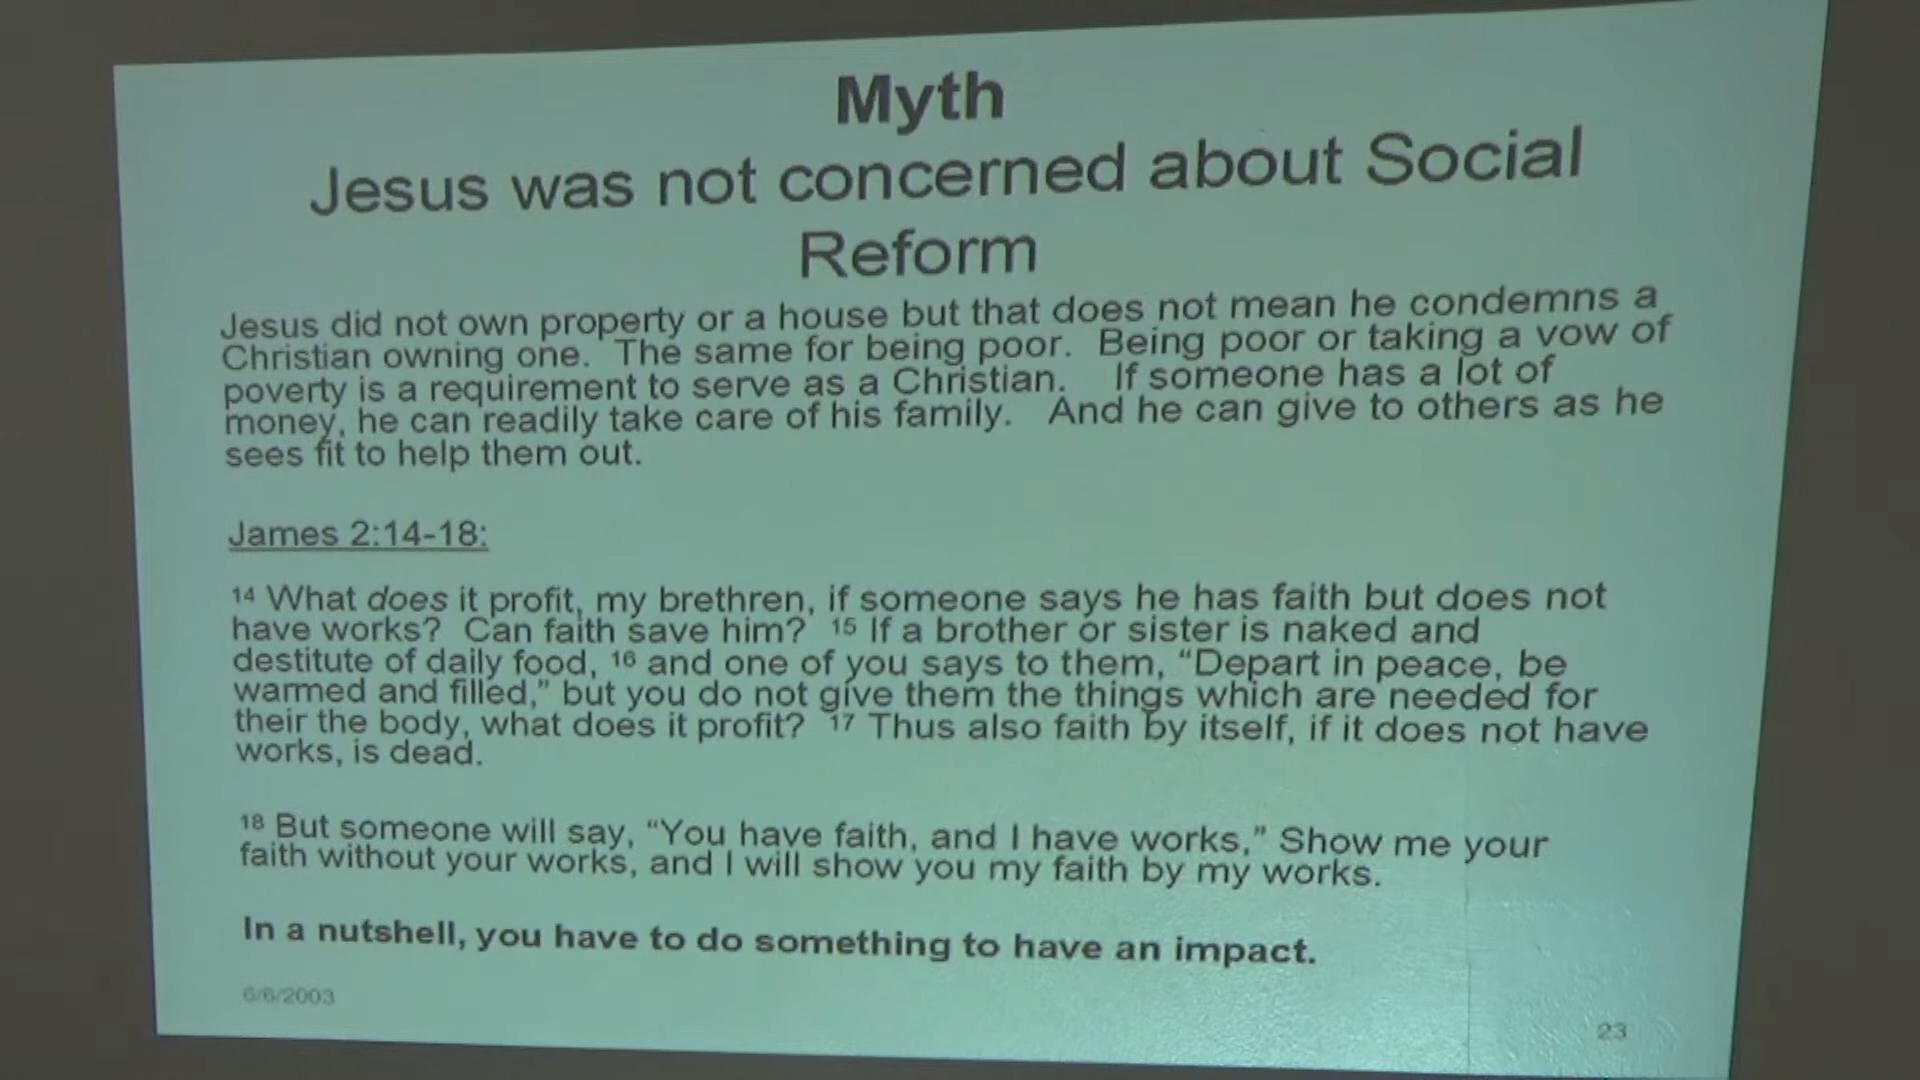 Myth
Jesus was not concerned about Social
Reform
Jesus did not own property or a house but that does not mean he condemns a
Christian owning one. The same for being poor. Being poor or taking a vow of
poverty is a requirement to serve as a Christian. If someone has a lot of
money, he can readily take care of his family. And he can give to others as he
sees fit to help them out.
James 2:14-18:
14 What does it profit, my brethren, if someone says he has faith but does not
have works? Can faith save him? 15 If a brother or sister is naked and
destitute of daily food, 16 and one of you says to them, “Depart in peace, be
warmed and filled,” but you do not give them the things which are needed for
their the body, what does it profit? 17 Thus also faith by itself, if it does not have
works, is dead.
18 But someone will say, “You have faith, and I have works,” Show me your
faith without your works, and I will show you my faith by my works.
In a nutshell, you have to do something to have an impact.
6/6/2003
23